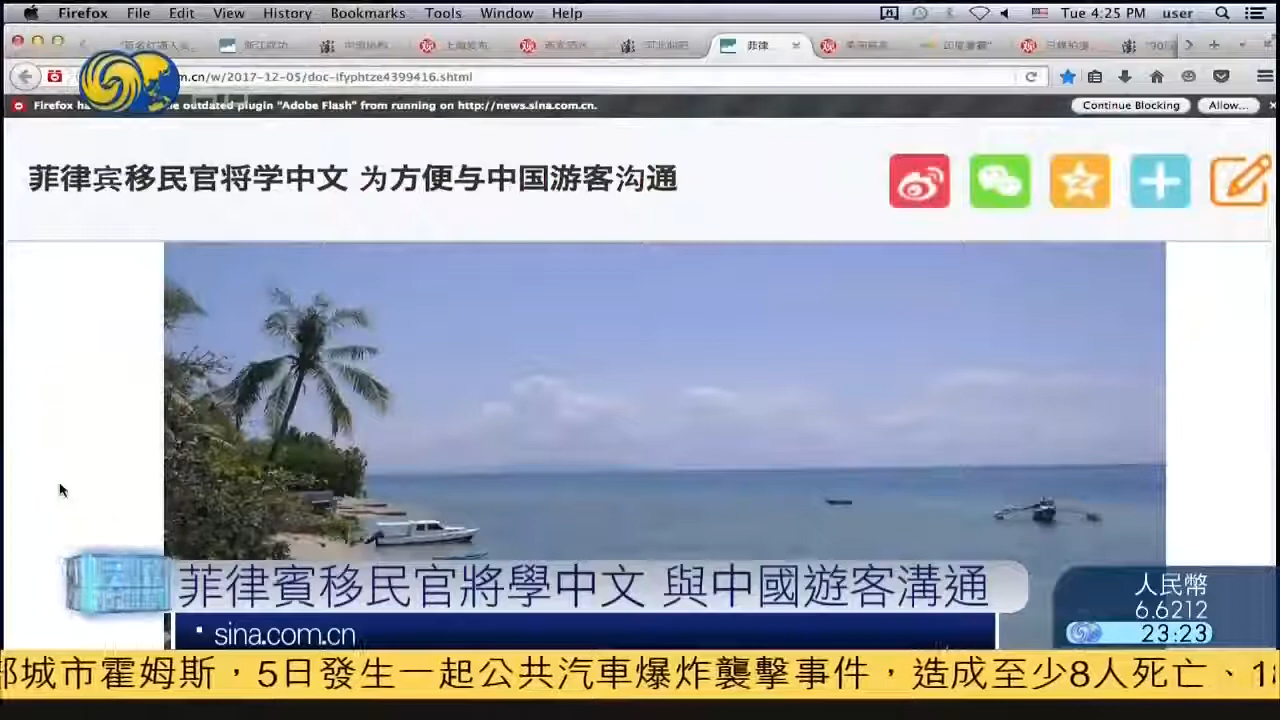 Firefox File Edit View History Bookmarks Tools Window Help Tue 4:25 PM user
m.cn/w/2017-12-05/doc-ifyphtze4399416.shtml
Firefox outdated plugin “Adobe Flash” from running on http://news.sina.com.cn. Continue Blocking Allow...
菲律宾移民官将学中文 为方便与中国游客沟通
菲律賓移民官將學中文 與中國遊客溝通
sina.com.cn
人民幣
6.6212
23:23
城市霍姆斯，5日發生一起公共汽車爆炸襲擊事件，造成至少8人死亡、